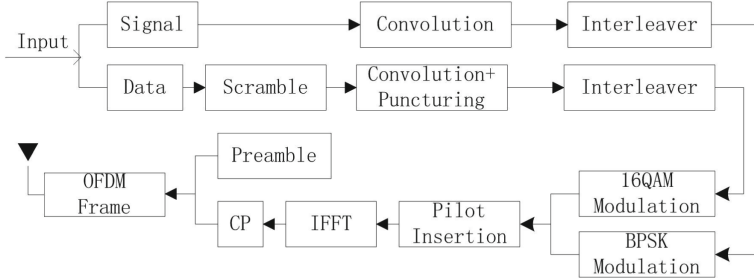 Input
Signal
Convolution
Interleaver
Data
Scramble
Convolution+
Puncturing
Interleaver
Preamble
OFDM
Frame
CP
IFFT
Pilot
Insertion
16QAM
Modulation
BPSK
Modulation